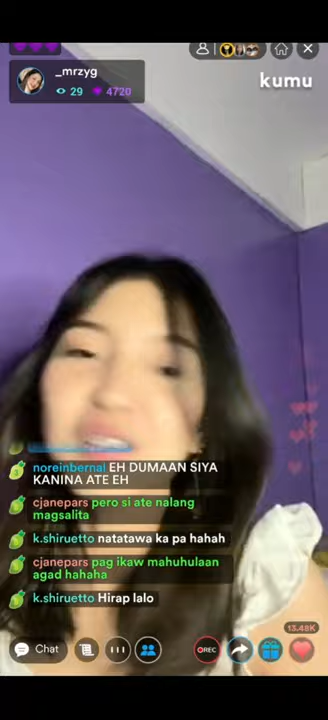 _mrzyg
29 4720
kumu
noreinbernal EH DUMAAN SIYA
KANINA ATE EH
cjanepars pero si ate nalang
magsalita
k.shiruetto natatawa ka pa hahah
cjanepars pag ikaw mahuhulaan
agad hahaha
k.shiruetto Hirap lalo
13.48K
Chat
REC